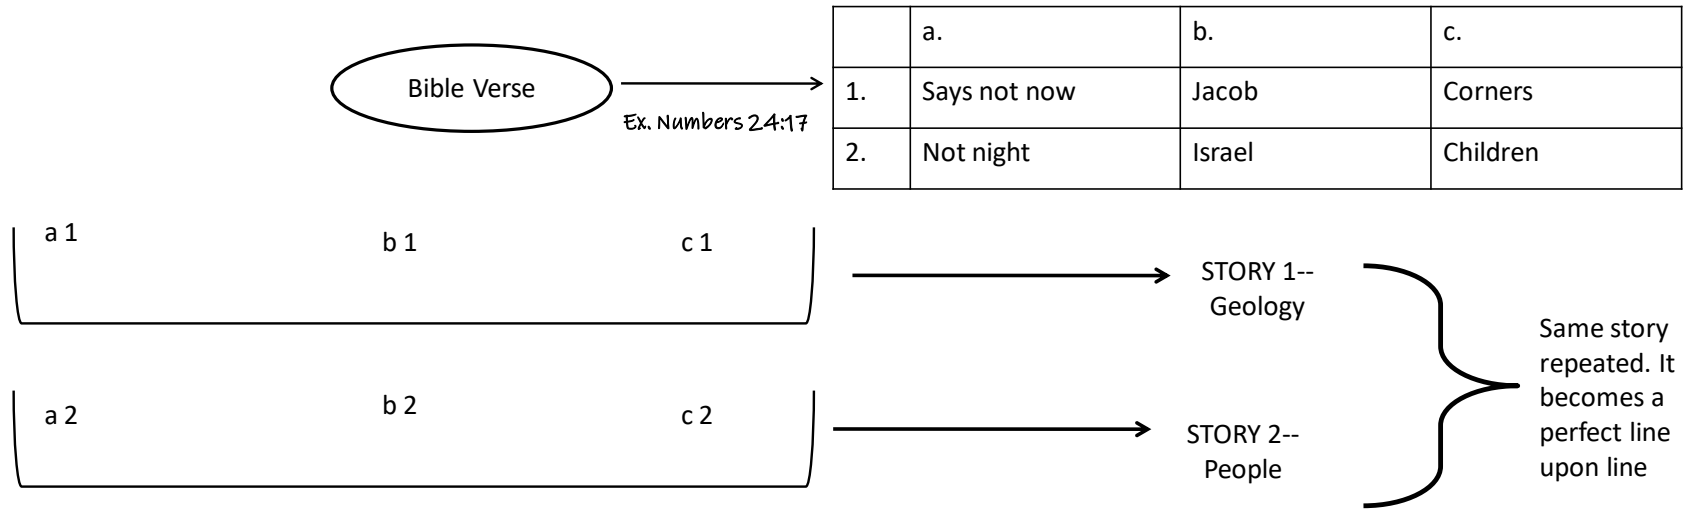 Bible Verse
Ex. Numbers 24:17
a. b. c.
1. Says not now Jacob Corners
2. Not night Israel Children
a 1 b 1 c 1
STORY 1--
Geology
a 2 b 2 c 2
STORY 2--
People
Same story
repeated. It
becomes a
perfect line
upon line